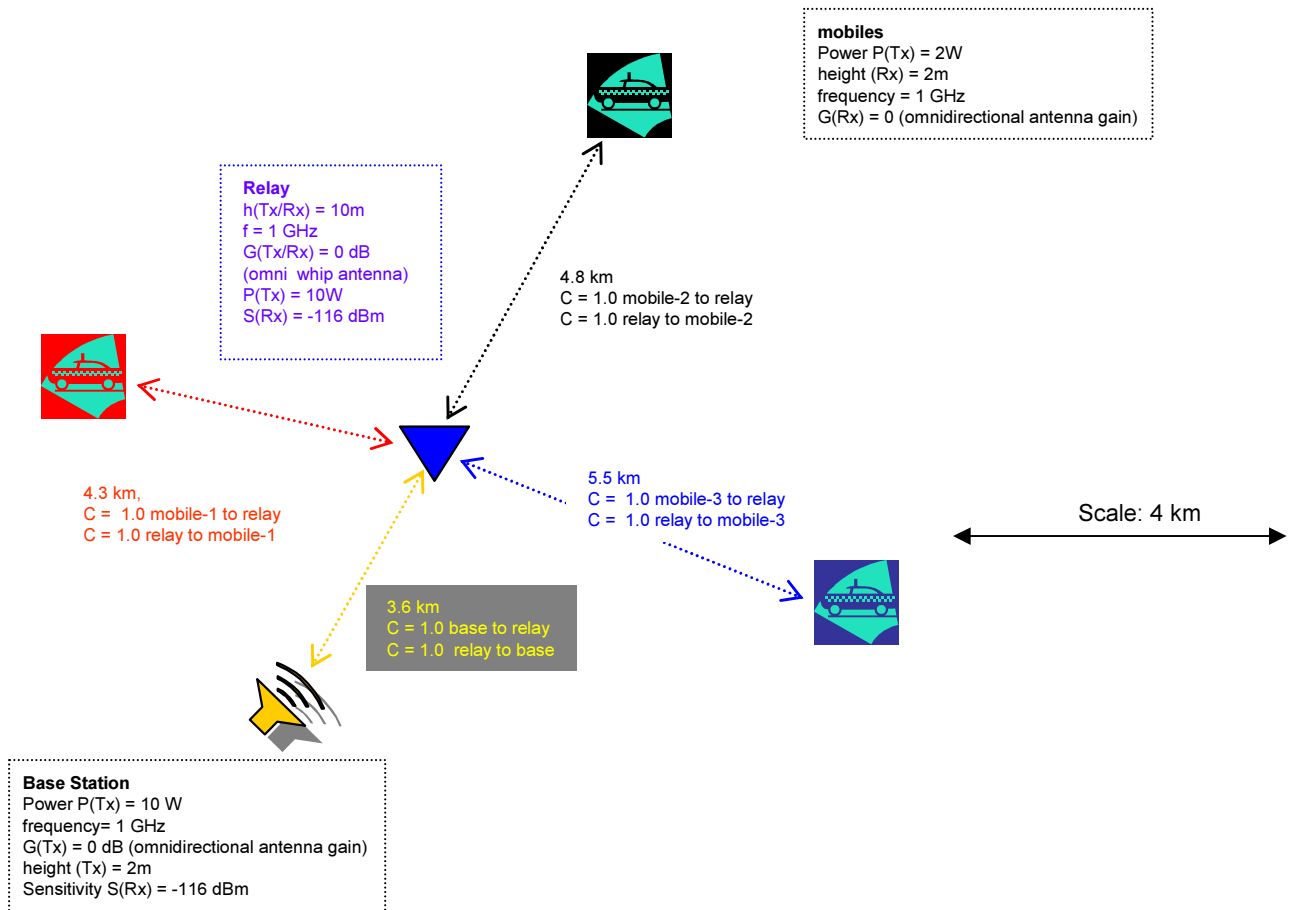 mobiles
Power P(Tx) = 2W
height (Rx) = 2m
frequency = 1 GHz
G(Rx) = 0 (omnidirectional antenna gain)
Relay
h(Tx/Rx) = 10m
f = 1 GHz
G(Tx/Rx) = 0 dB
(omni whip antenna)
P(Tx) = 10W
S(Rx) = -116 dBm
4.8 km
C = 1.0 mobile-2 to relay
C = 1.0 relay to mobile-2
4.3 km,
C = 1.0 mobile-1 to relay
C = 1.0 relay to mobile-1
5.5 km
C = 1.0 mobile-3 to relay
C = 1.0 relay to mobile-3
Scale: 4 km
3.6 km
C = 1.0 base to relay
C = 1.0 relay to base
Base Station
Power P(Tx) = 10 W
frequency= 1 GHz
G(Tx) = 0 dB (omnidirectional antenna gain)
height (Tx) = 2m
Sensitivity S(Rx) = -116 dBm